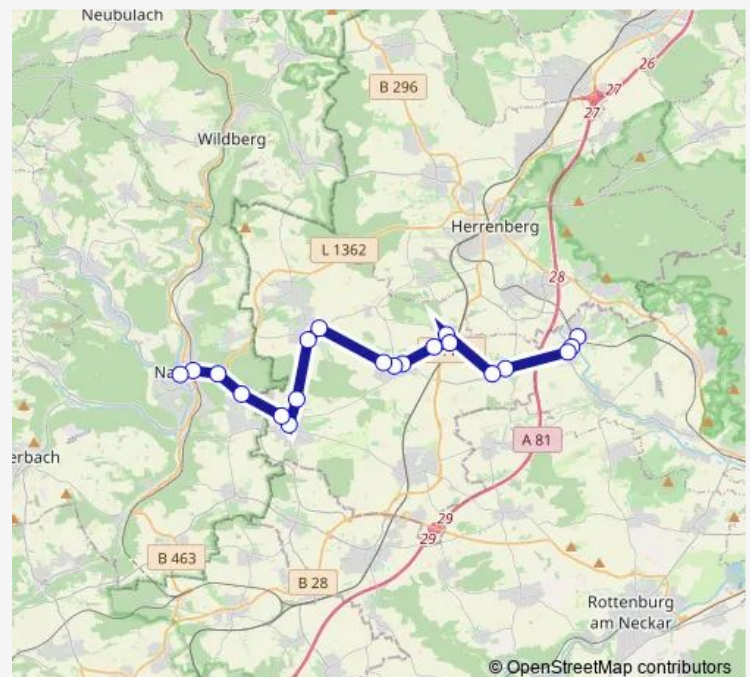 Neubulach
26
B 296
27
27
Wildberg
Herrenberg
L 1362
28
Na
A 81
erbach
29
29
B 463
B 28
Rottenburg
am Neckar
© OpenStreetMap contributors